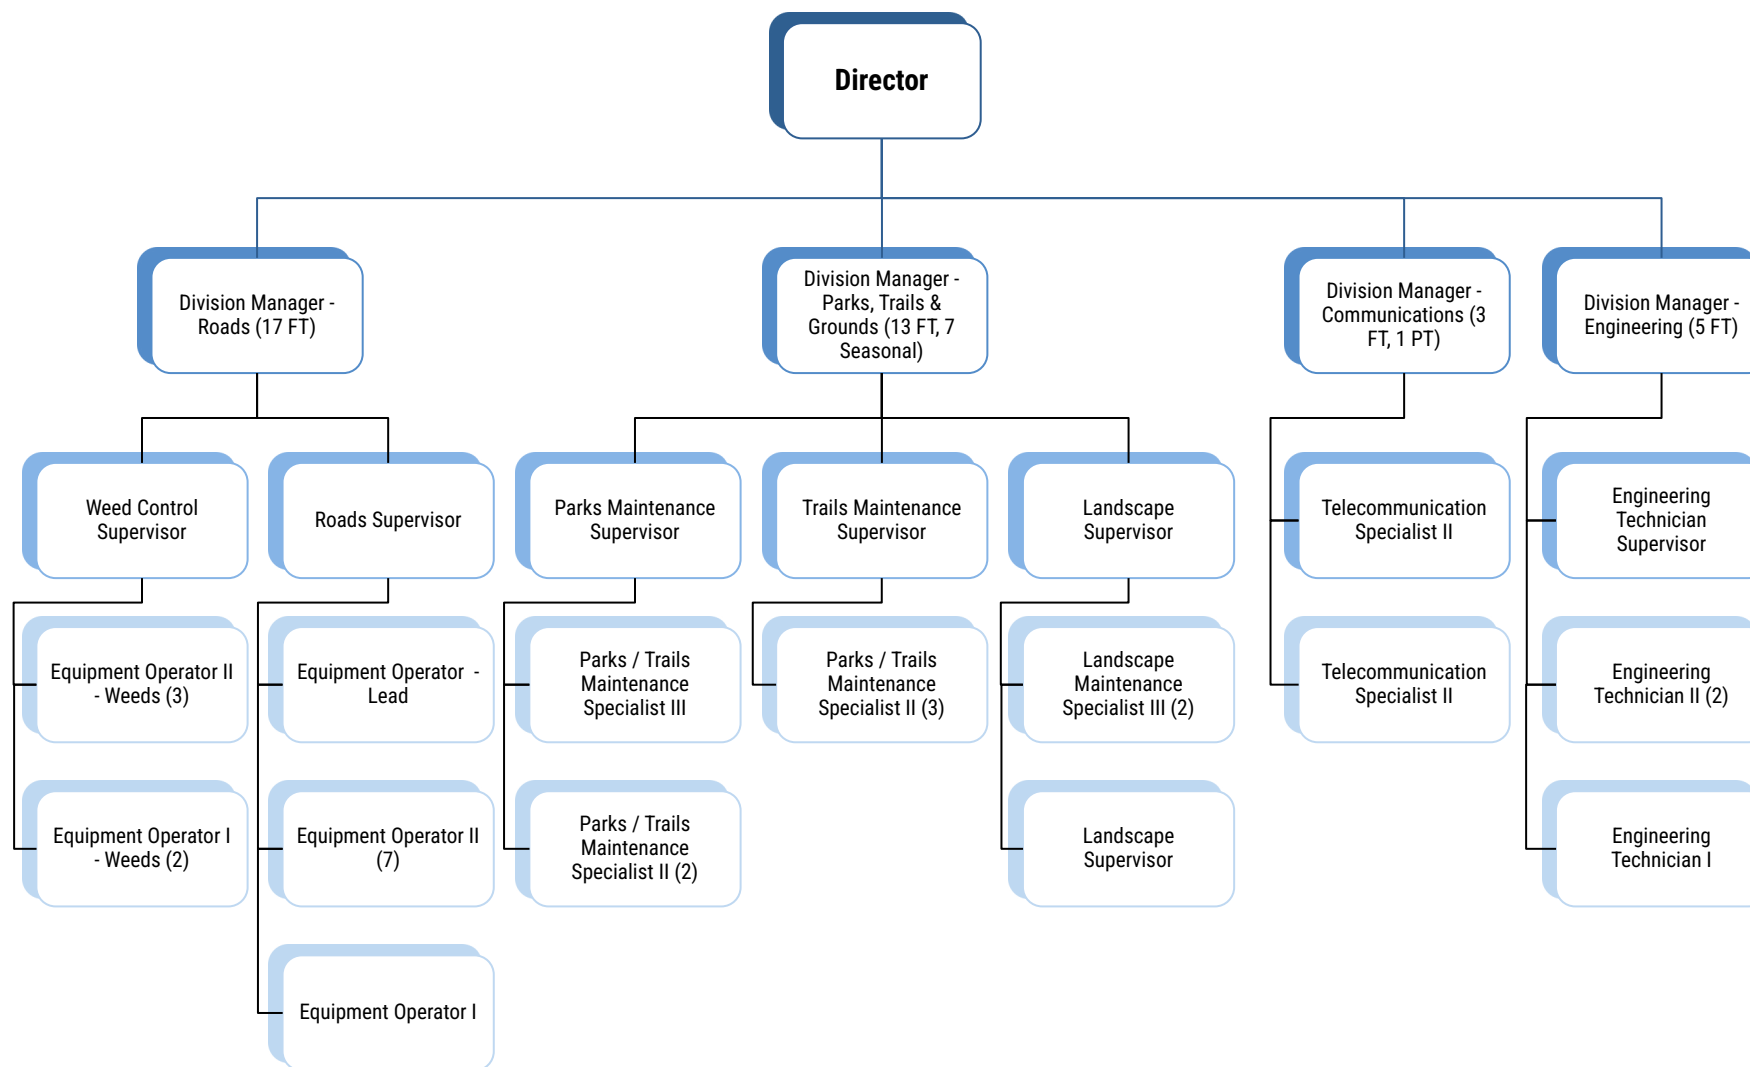 Director
Division Manager -
Roads (17 FT)
Division Manager -
Parks, Trails &
Grounds (13 FT, 7
Seasonal)
Division Manager -
Communications (3
FT, 1 PT)
Division Manager -
Engineering (5 FT)
Weed Control
Supervisor
Roads Supervisor
Parks Maintenance
Supervisor
Trails Maintenance
Supervisor
Landscape
Supervisor
Telecommunication
Specialist II
Engineering
Technician
Supervisor
Equipment Operator II
- Weeds (3)
Equipment Operator -
Lead
Parks / Trails
Maintenance
Specialist III
Parks / Trails
Maintenance
Specialist II (3)
Landscape
Maintenance
Specialist III (2)
Telecommunication
Specialist II
Engineering
Technician II (2)
Equipment Operator I
- Weeds (2)
Equipment Operator II
(7)
Parks / Trails
Maintenance
Specialist II (2)
Landscape
Supervisor
Engineering
Technician I
Equipment Operator I